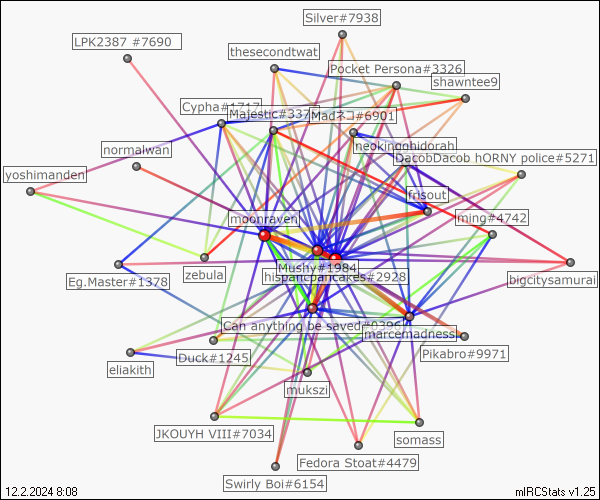 Silver#7938
LPK2387 #7690
thesecondtwat
Pocket Persona#3326
shawntee9
Cypha#1717
Majestic#337
Madネコ#6901
neokingghidorah
normalwan
DacobDacob hORNY police#5271
yoshimanden
frisout
moonraven
ming#4742
zebula
Mushy#1984
hispanicpancakes#2928
Eg.Master#1378
bigcitysamurai
Can anything be saved#0396
marcemadness
Duck#1245
Pikabro#9971
eliakith
mukszi
JKOUYH VIII#7034
somass
Fedora Stoat#4479
Swirly Boi#6154
12.2.2024 8:08
mIRCStats v1.25